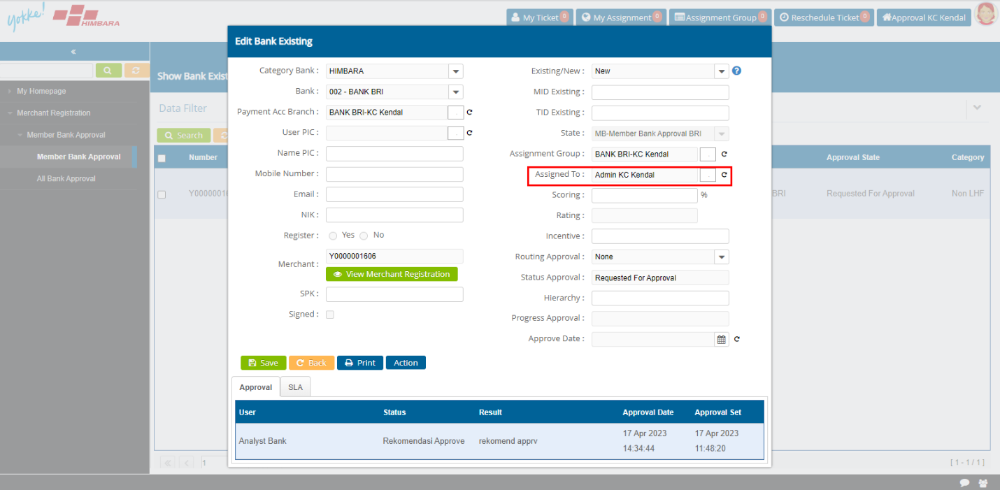 yokke!
HIMBARA
My Ticket 0
My Assignment 0
Assignment Group 0
Reschedule Ticket 0
Approval KC Kendal
«
Show Bank Exist
My Homepage
Merchant Registration
Member Bank Approval
Member Bank Approval
All Bank Approval
Data Filter
Search
Number
Approval State
Category
Y00000010
BRI
Requested For Approval
Non LHF
Edit Bank Existing
Category Bank : HIMBARA
Bank : 002 - BANK BRI
Payment Acc Branch : BANK BRI-KC Kendal
User PIC :
Name PIC :
Mobile Number :
Email :
NIK :
Register : Yes No
Merchant : Y0000001606
View Merchant Registration
SPK :
Signed :
Existing/New : New ?
MID Existing :
TID Existing :
State : MB-Member Bank Approval BRI
Assignment Group : BANK BRI-KC Kendal
Assigned To : Admin KC Kendal
Scoring : %
Rating :
Incentive :
Routing Approval : None
Status Approval : Requested For Approval
Hierarchy :
Progress Approval :
Approve Date :
Save
Back
Print
Action
Approval
SLA
User Status Result Approval Date Approval Set
Analyst Bank Rekomendasi Approve rekomend apprv 17 Apr 2023 14:34:44 17 Apr 2023 11:48:20
1
[ 1 - 1 / 1 ]